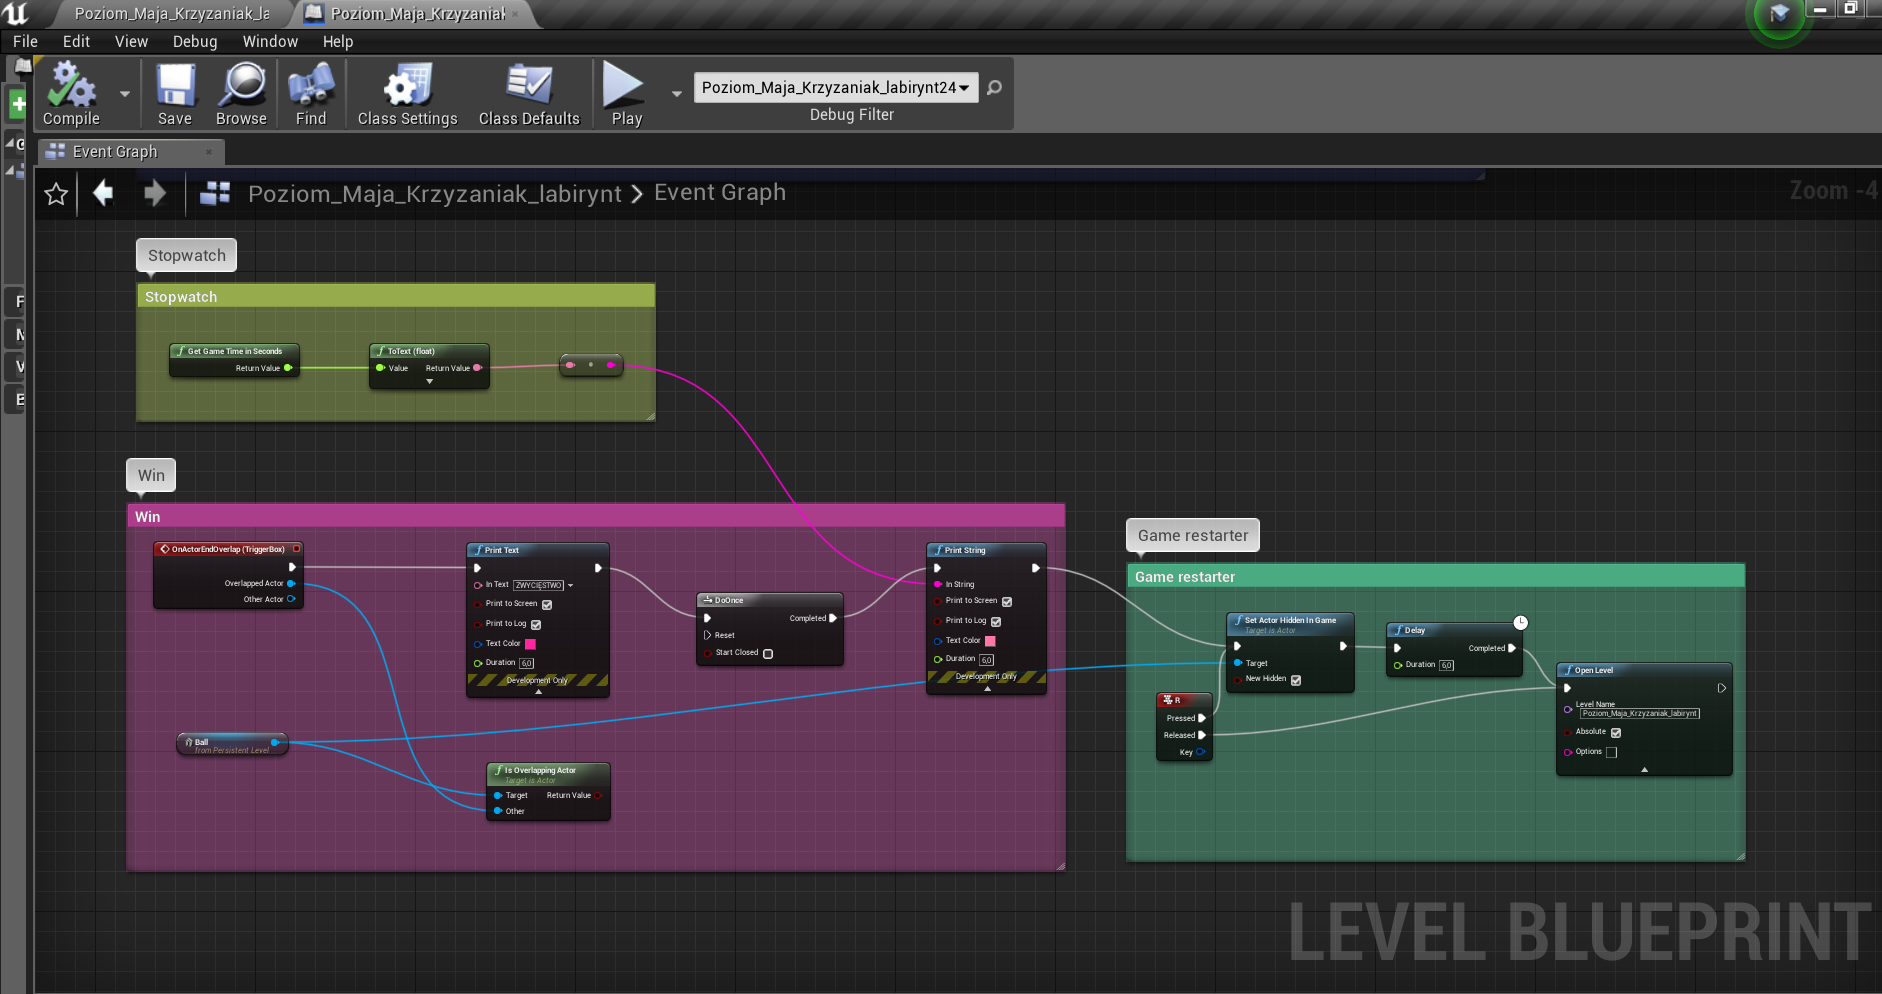 Poziom_Maja_Krzyzaniak_la
Poziom_Maja_Krzyzaniak
File Edit View Debug Window Help
Compile Save Browse Find Class Settings Class Defaults Play
Poziom_Maja_Krzyzaniak_labirynt24
Debug Filter
Event Graph
Poziom_Maja_Krzyzaniak_labirynt > Event Graph
Zoom -4
Stopwatch
Stopwatch
Get Game Time in Seconds
Return Value
ToText (float)
Value Return Value
Win
Win
OnActorEndOverlap (TriggerBox)
Overlapped Actor
Other Actor
Print Text
In Text ZWYCIĘSTWO
Print to Screen
Print to Log
Text Color
Duration 6,0
Development Only
DoOnce
Completed
Reset
Start Closed
Print String
In String
Print to Screen
Print to Log
Text Color
Duration 6,0
Development Only
Ball
from Persistent Level
Is Overlapping Actor
Target is Actor
Target Return Value
Other
Game restarter
Game restarter
Set Actor Hidden In Game
Target is Actor
Target
New Hidden
Delay
Completed
Duration 6,0
R
Pressed
Released
Key
Open Level
Level Name
Poziom_Maja_Krzyzaniak_labirynt
Absolute
Options
LEVEL BLUEPRINT